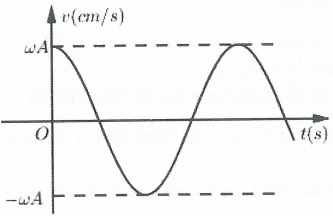 v(cm/s)
ωA
O
t(s)
−ωA